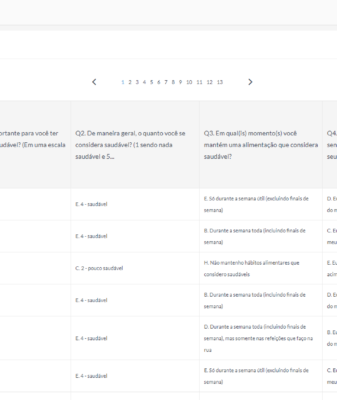 1 2 3 4 5 6 7 8 9 10 11 12 13
portante para você ter
udável? (Em uma escala
Q2. De maneira geral, o quanto você se
considera saudável? (1 sendo nada
saudável e 5...
Q3. Em qual(is) momento(s) você
mantém uma alimentação que considera
saudável?
Q4.
sen
seu
E. 4 - saudável
E. Só durante a semana útil (excluindo finais de
semana)
D. E
do m
E. 4 - saudável
B. Durante a semana toda (incluindo finais de
semana)
C. E
meu
C. 2 - pouco saudável
H. Não mantenho hábitos alimentares que
considero saudáveis
E. E
acim
E. 4 - saudável
B. Durante a semana toda (incluindo finais de
semana)
D. E
do m
E. 4 - saudável
D. Durante a semana toda (incluindo finais de
semana), mas somente nas refeições que faço na
rua
B. E
do m
E. 4 - saudável
E. Só durante a semana útil (excluindo finais de
semana)
C. E
meu